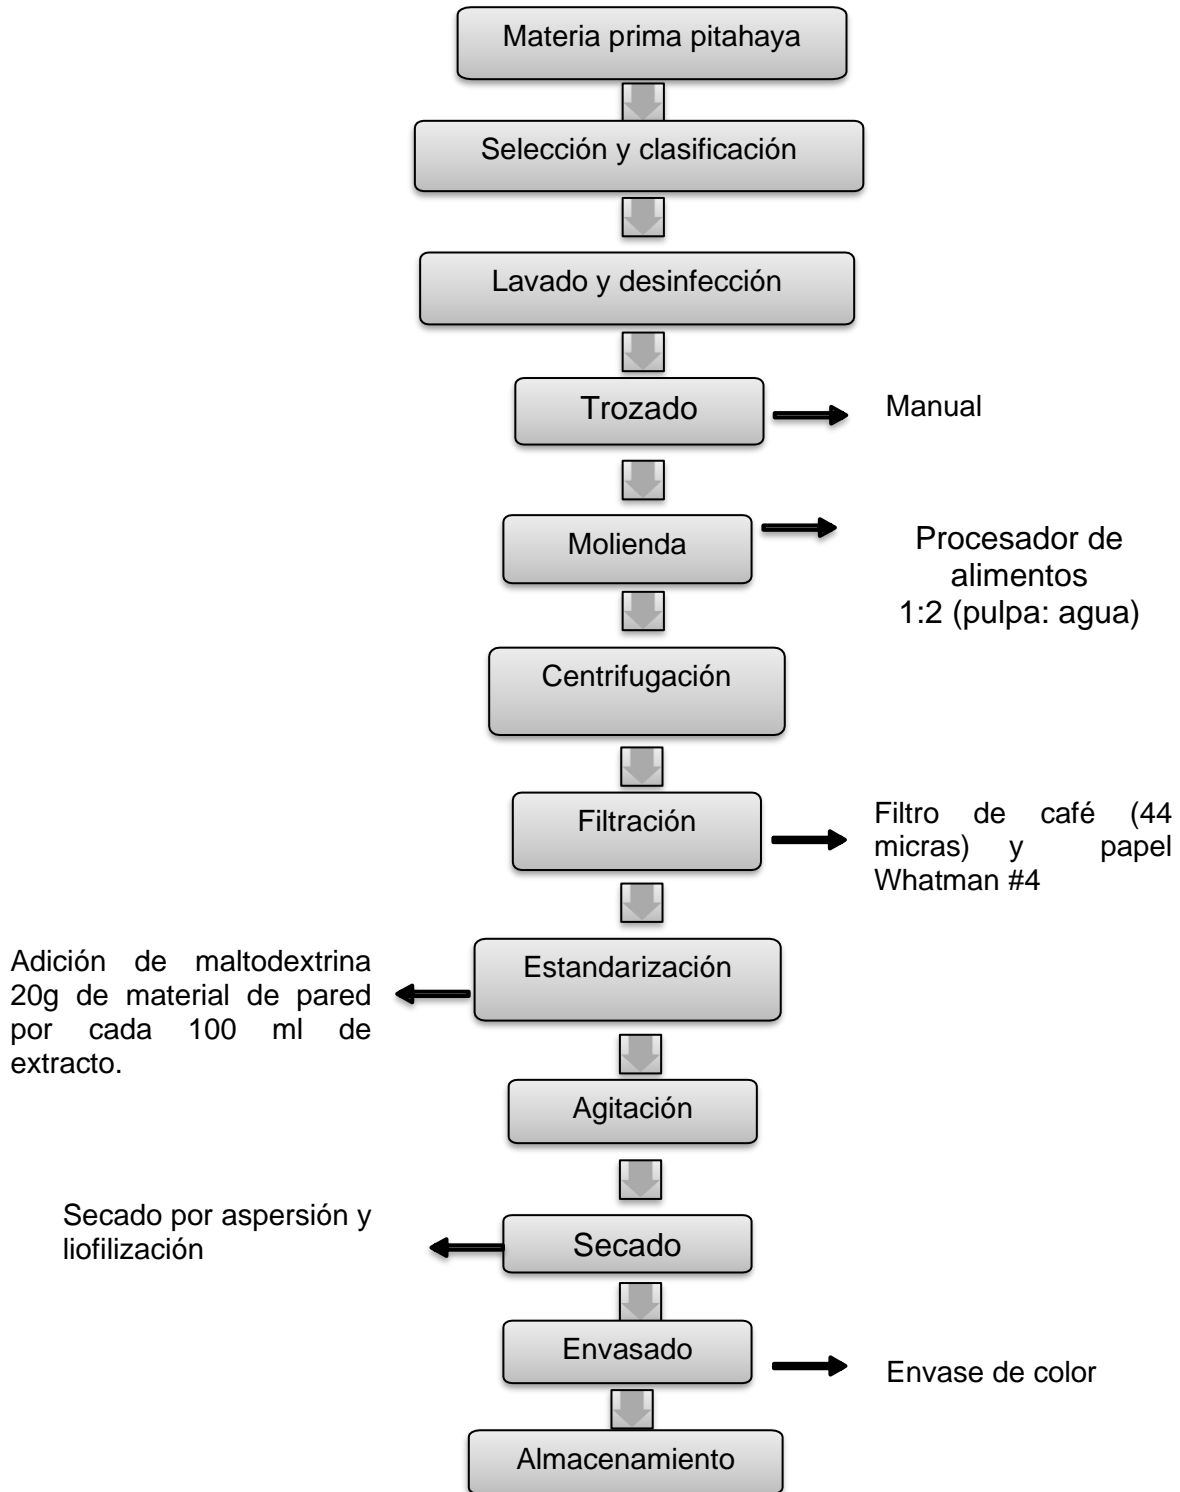 Materia prima pitahaya
Selección y clasificación
Lavado y desinfección
Trozado
Manual
Molienda
Procesador de
alimentos
1:2 (pulpa: agua)
Centrifugación
Filtración
Filtro de café (44
micras) y papel
Whatman #4
Estandarización
Adición de maltodextrina
20g de material de pared
por cada 100 ml de
extracto.
Agitación
Secado por aspersión y
liofilización
Secado
Envasado
Envase de color
Almacenamiento